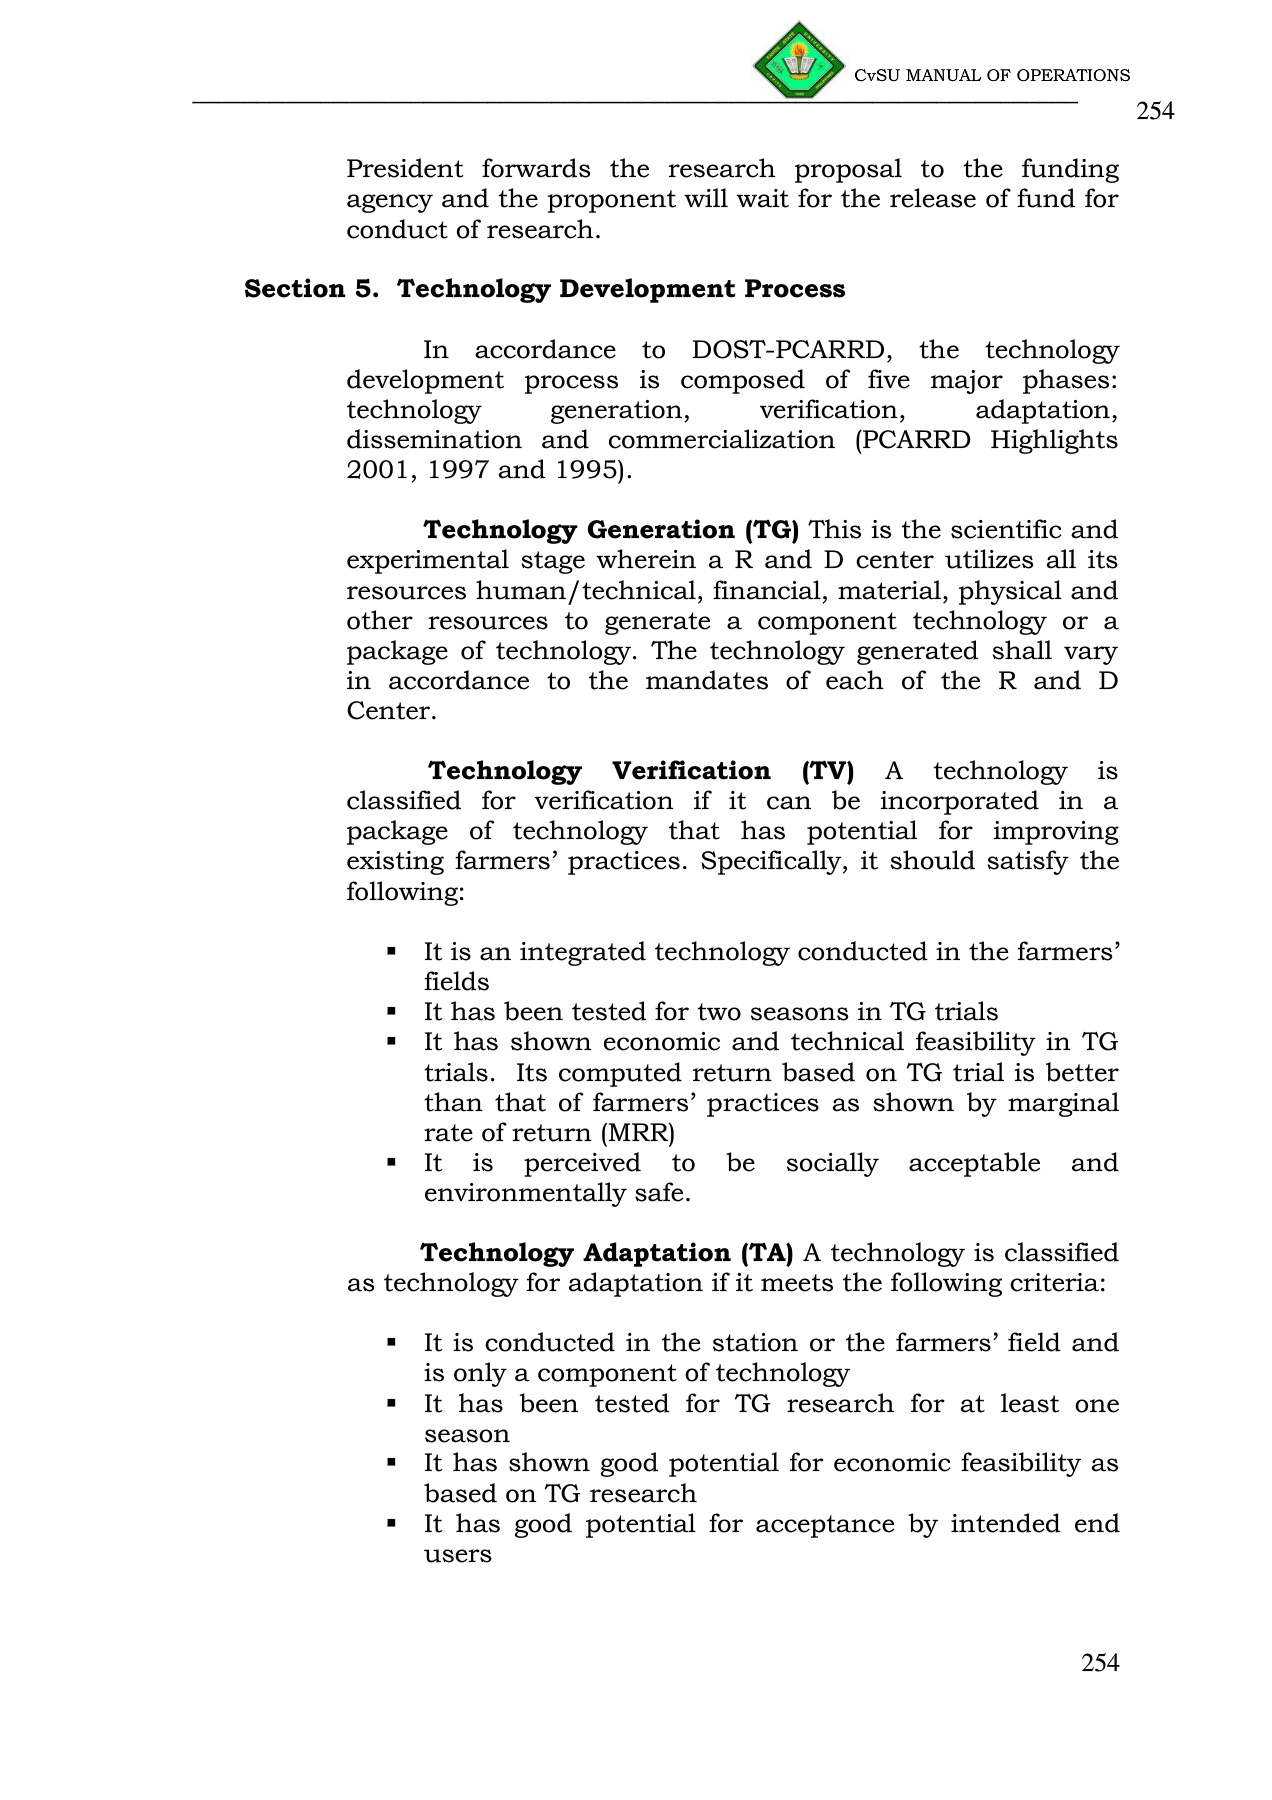 CvSU MANUAL OF OPERATIONS
254
President forwards the research proposal to the funding
agency and the proponent will wait for the release of fund for
conduct of research.
Section 5. Technology Development Process
In accordance to DOST-PCARRD, the technology
development process is composed of five major phases:
technology generation, verification, adaptation,
dissemination and commercialization (PCARRD Highlights
2001, 1997 and 1995).
Technology Generation (TG) This is the scientific and
experimental stage wherein a R and D center utilizes all its
resources human/technical, financial, material, physical and
other resources to generate a component technology or a
package of technology. The technology generated shall vary
in accordance to the mandates of each of the R and D
Center.
Technology Verification (TV) A technology is
classified for verification if it can be incorporated in a
package of technology that has potential for improving
existing farmers’ practices. Specifically, it should satisfy the
following:
▪ It is an integrated technology conducted in the farmers’
fields
▪ It has been tested for two seasons in TG trials
▪ It has shown economic and technical feasibility in TG
trials. Its computed return based on TG trial is better
than that of farmers’ practices as shown by marginal
rate of return (MRR)
▪ It is perceived to be socially acceptable and
environmentally safe.
Technology Adaptation (TA) A technology is classified
as technology for adaptation if it meets the following criteria:
▪ It is conducted in the station or the farmers’ field and
is only a component of technology
▪ It has been tested for TG research for at least one
season
▪ It has shown good potential for economic feasibility as
based on TG research
▪ It has good potential for acceptance by intended end
users
254